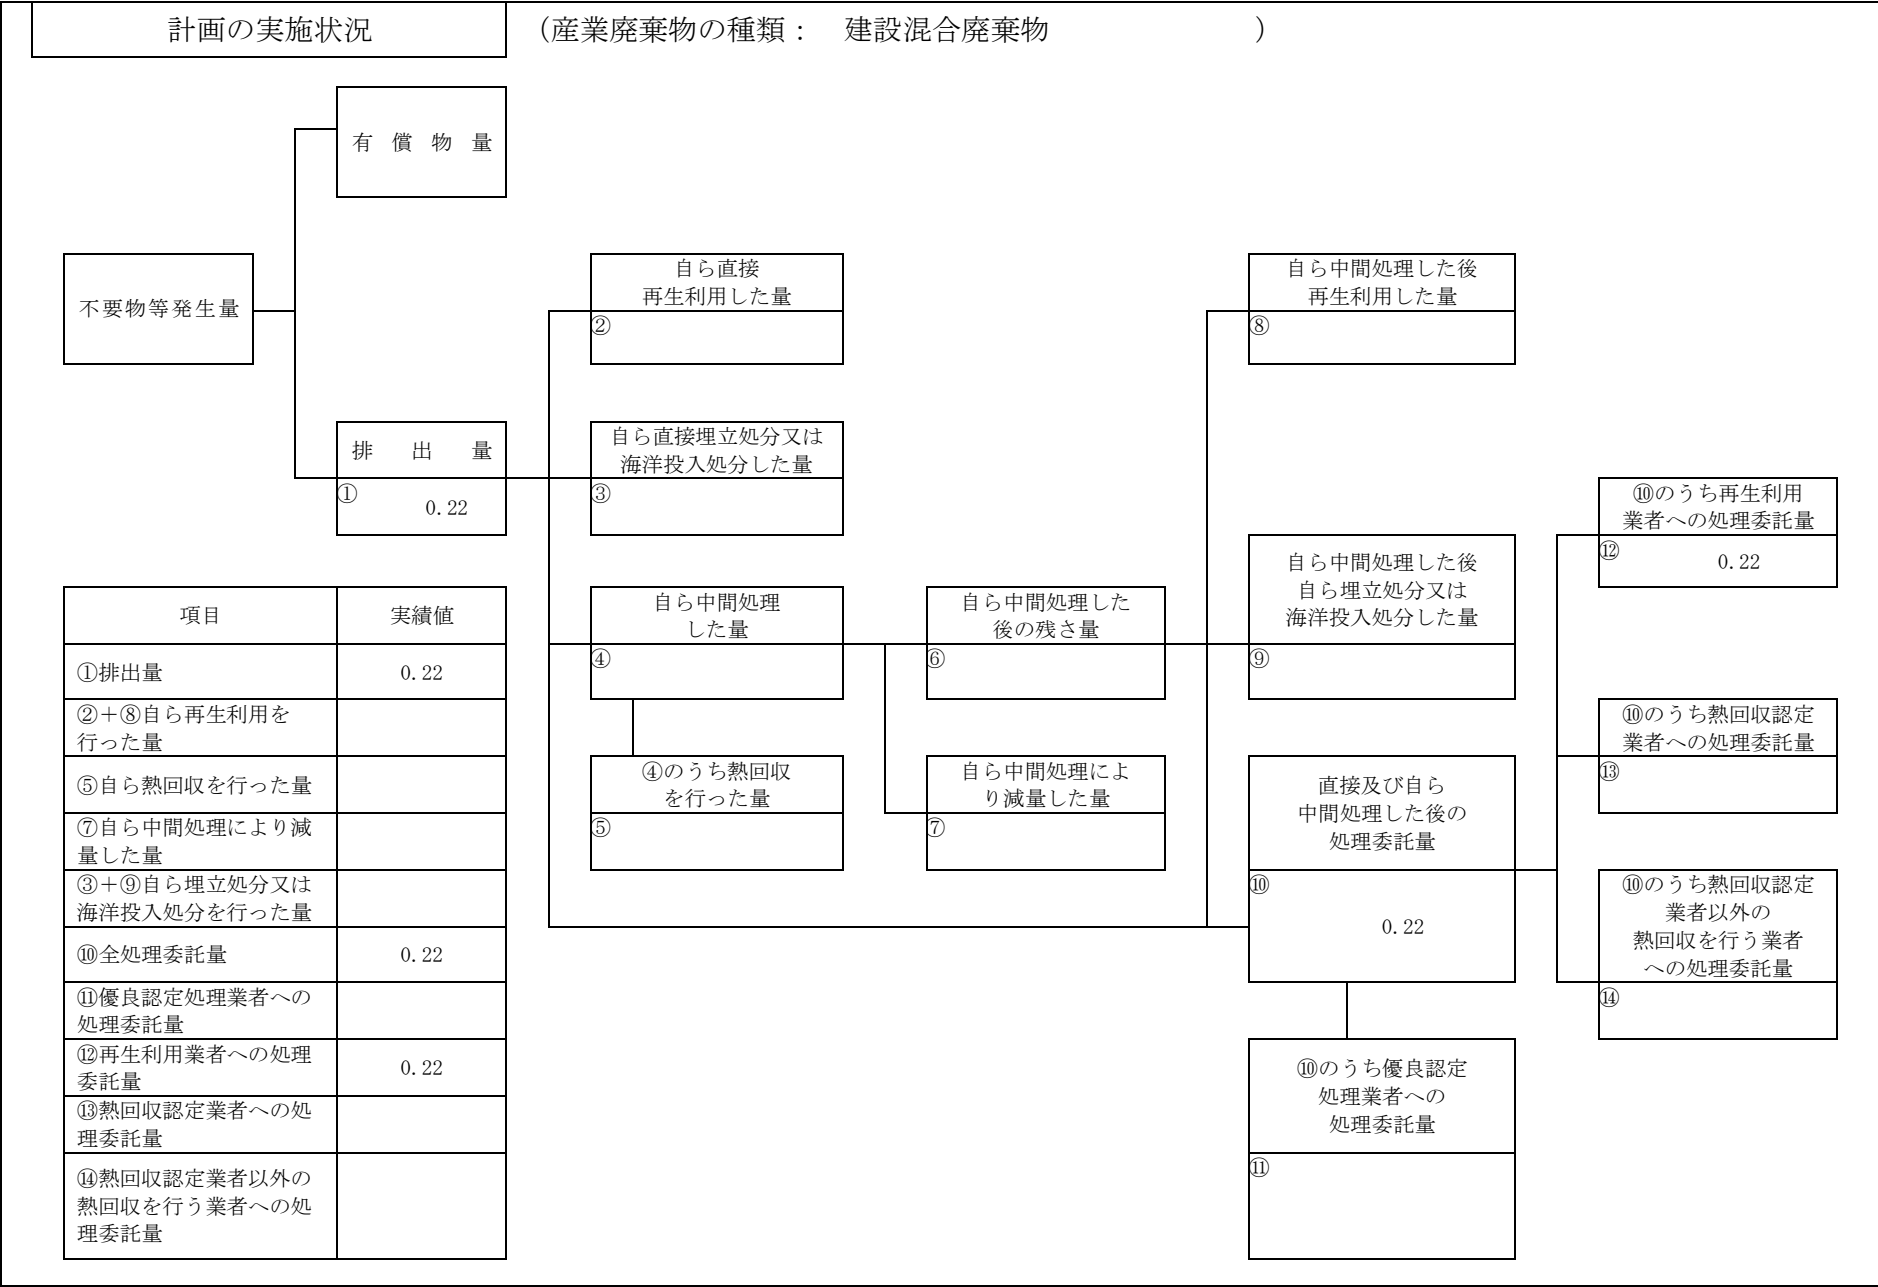 計画の実施状況
(産業廃棄物の種類： 建設混合廃棄物 )
有償物量
不要物等発生量
排出量
①
0.22
自ら直接
再生利用した量
②
自ら直接埋立処分又は
海洋投入処分した量
③
自ら中間処理
した量
④
④のうち熱回収
を行った量
⑤
自ら中間処理した
後の残さ量
⑥
自ら中間処理によ
り減量した量
⑦
自ら中間処理した後
再生利用した量
⑧
自ら中間処理した後
自ら埋立処分又は
海洋投入処分した量
⑨
直接及び自ら
中間処理した後の
処理委託量
⑩
0.22
⑩のうち優良認定
処理業者への
処理委託量
⑪
⑩のうち再生利用
業者への処理委託量
⑫
0.22
⑩のうち熱回収認定
業者への処理委託量
⑬
⑩のうち熱回収認定
業者以外の
熱回収を行う業者
への処理委託量
⑭
項目 実績値
①排出量 0.22
②＋⑧自ら再生利用を
行った量
⑤自ら熱回収を行った量
⑦自ら中間処理により減
量した量
③＋⑨自ら埋立処分又は
海洋投入処分を行った量
⑩全処理委託量 0.22
⑪優良認定処理業者への
処理委託量
⑫再生利用業者への処理
委託量
0.22
⑬熱回収認定業者への処
理委託量
⑭熱回収認定業者以外の
熱回収を行う業者への処
理委託量